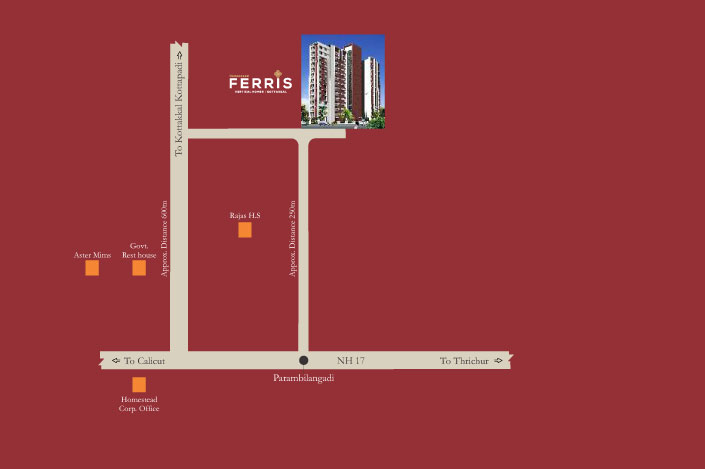 FERRIS
To Kottakkal Kottapadi
Approx. Distance 600m
Approx. Distance 250m
Rajas H.S
Govt.
Rest house
Aster Mims
To Calicut
NH 17
To Thrichur
Parambilangadi
Homestead
Corp. Office